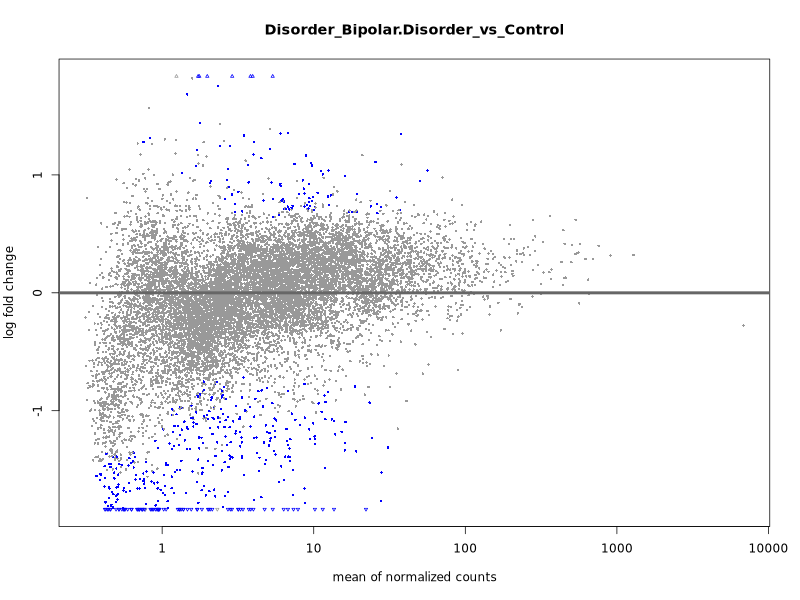 Disorder_Bipolar.Disorder_vs_Control
log fold change
1
0
-1
1
10
100
1000
10000
mean of normalized counts